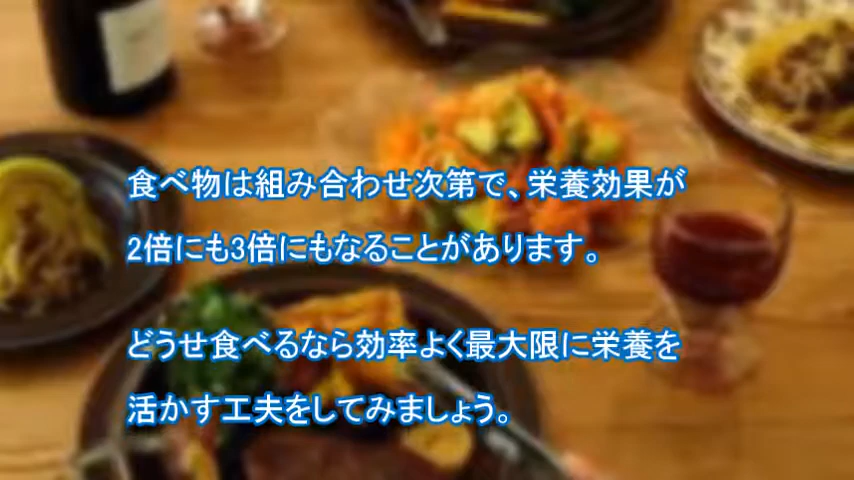 食べ物は組み合わせ次第で、栄養効果が
2倍にも3倍にもなることがあります。
どうせ食べるなら効率よく最大限に栄養を
活かす工夫をしてみましょう。